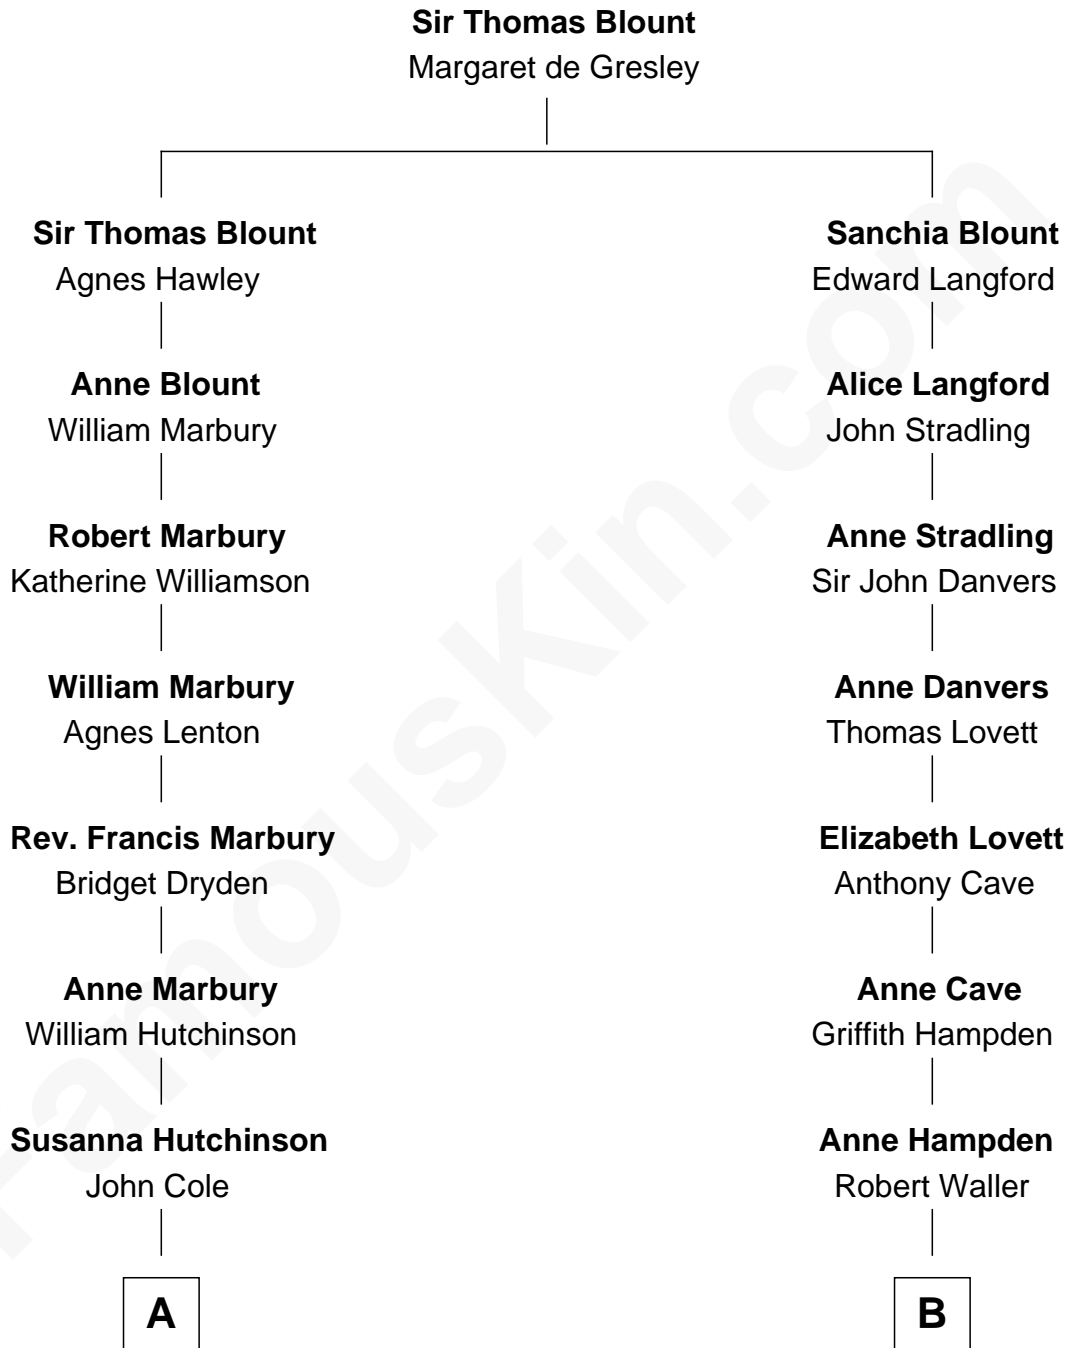 Sir Thomas Blount
Margaret de Gresley
Sir Thomas Blount
Agnes Hawley
Anne Blount
William Marbury
Robert Marbury
Katherine Williamson
William Marbury
Agnes Lenton
Rev. Francis Marbury
Bridget Dryden
Anne Marbury
William Hutchinson
Susanna Hutchinson
John Cole
A
Sanchia Blount
Edward Langford
Alice Langford
John Stradling
Anne Stradling
Sir John Danvers
Anne Danvers
Thomas Lovett
Elizabeth Lovett
Anthony Cave
Anne Cave
Griffith Hampden
Anne Hampden
Robert Waller
B
FamousKin.com